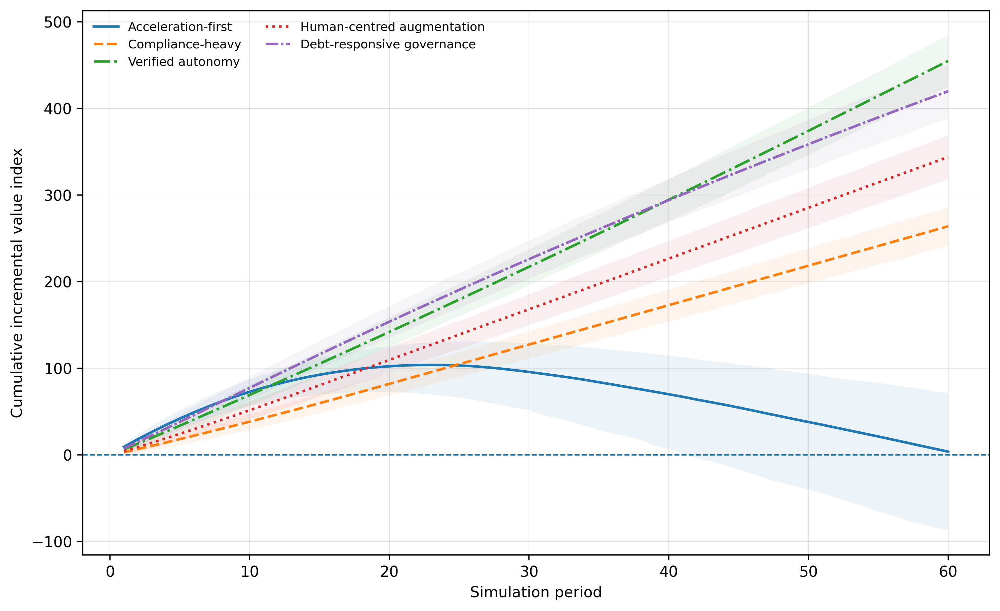 Acceleration-first
Compliance-heavy
Verified autonomy
Human-centred augmentation
Debt-responsive governance
Cumulative incremental value index
500
400
300
200
100
0
−100
0 10 20 30 40 50 60
Simulation period